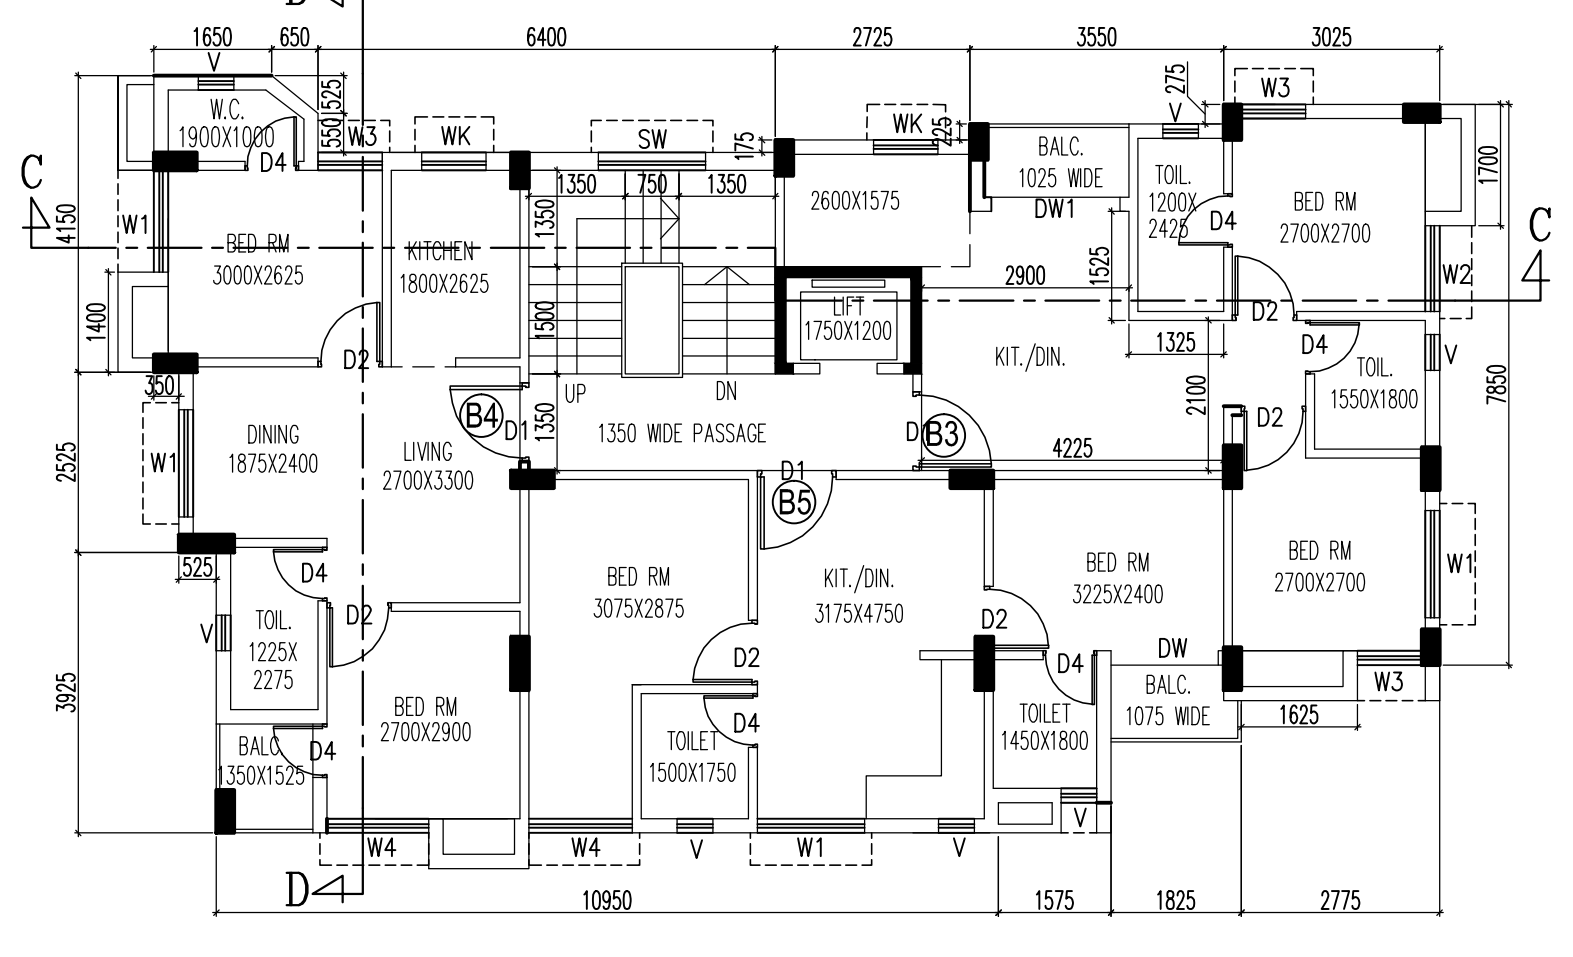 D
1650
650
6400
2725
3550
3025
V
525
550
W.C.
1900X1000
D4
W3
WK
SW
175
WK
225
BALC.
1025 WIDE
DW1
275
V
W3
1700
C
4150
W1
BED RM
3000X2625
KITCHEN
1800X2625
1350
750
1350
1350
2600X1575
TOIL.
1200X
2425
D4
BED RM
2700X2700
C
W2
1400
D2
1500
LIFT
1750X1200
2900
1525
D2
KIT./DIN.
1325
D4
TOIL.
1550X1800
V
7850
350
UP
DN
2100
D2
W1
2525
DINING
1875X2400
LIVING
2700X3300
B4
D1
1350
1350 WIDE PASSAGE
B3
4225
D1
B5
525
D4
BED RM
3075X2875
KIT./DIN.
3175X4750
BED RM
3225X2400
BED RM
2700X2700
W1
V
TOIL.
1225X
2275
D2
D2
D2
DW
D4
3925
BED RM
2700X2900
BALC.
1350X1525
D4
TOILET
1500X1750
D4
TOILET
1450X1800
BALC.
1075 WIDE
W3
1625
W4
W4
V
W1
V
V
D
10950
1575
1825
2775